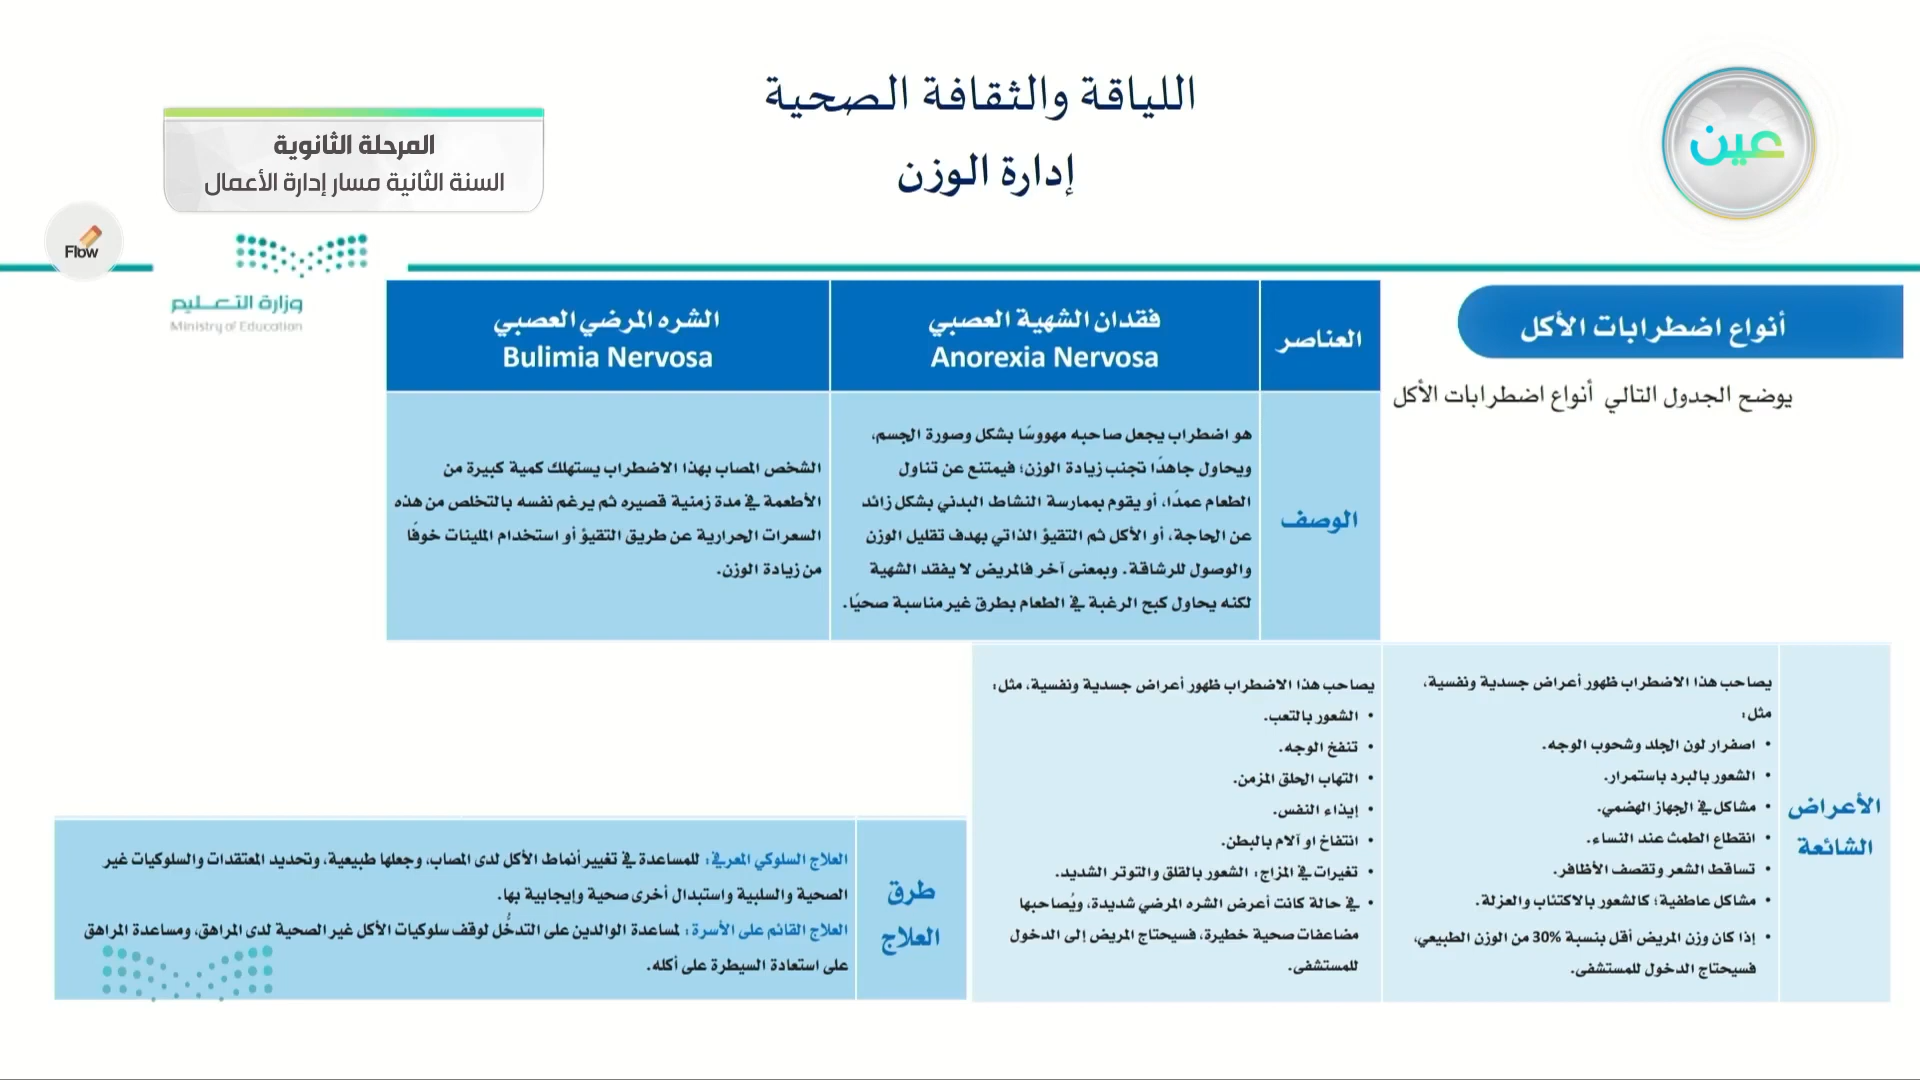 اللياقة والثقافة الصحية
إدارة الوزن
عين
المرحلة الثانوية
السنة الثانية مسار إدارة الأعمال
Flow
وزارة التعليم
Ministry of Education
أنواع اضطرابات الأكل
يوضح الجدول التالي أنواع اضطرابات الأكل
العناصر
فقدان الشهية العصبي
Anorexia Nervosa
الشره المرضي العصبي
Bulimia Nervosa
الوصف
هو اضطراب يجعل صاحبه مهووسًا بشكل وصورة الجسم،
ويحاول جاهدًا تجنب زيادة الوزن؛ فيمتنع عن تناول
الطعام عمدًا، أو يقوم بممارسة النشاط البدني بشكل زائد
عن الحاجة، أو الأكل ثم التقيؤ الذاتي بهدف تقليل الوزن
والوصول للرشاقة. وبمعنى آخر فالمريض لا يفقد الشهية
لكنه يحاول كبح الرغبة في الطعام بطرق غير مناسبة صحيًا.
الشخص المصاب بهذا الاضطراب يستهلك كمية كبيرة من
الأطعمة في مدة زمنية قصيره ثم يرغم نفسه بالتخلص من هذه
السعرات الحرارية عن طريق التقيؤ أو استخدام الملينات خوفًا
من زيادة الوزن.
الأعراض
الشائعة
يصاحب هذا الاضطراب ظهور أعراض جسدية ونفسية،
مثل:
• اصفرار لون الجلد وشحوب الوجه.
• الشعور بالبرد باستمرار.
• مشاكل في الجهاز الهضمي.
• انقطاع الطمث عند النساء.
• تساقط الشعر وتقصف الأظافر.
• مشاكل عاطفية؛ كالشعور بالاكتئاب والعزلة.
• إذا كان وزن المريض أقل بنسبة 30% من الوزن الطبيعي،
فسيحتاج الدخول للمستشفى.
يصاحب هذا الاضطراب ظهور أعراض جسدية ونفسية، مثل:
• الشعور بالتعب.
• تنفخ الوجه.
• التهاب الحلق المزمن.
• إيذاء النفس.
• انتفاخ او آلام بالبطن.
• تغيرات في المزاج: الشعور بالقلق والتوتر الشديد.
• في حالة كانت أعرض الشره المرضي شديدة، ويُصاحبها
مضاعفات صحية خطيرة، فسيحتاج المريض إلى الدخول
للمستشفى.
طرق
العلاج
العلاج السلوكي المعرفي: للمساعدة في تغيير أنماط الأكل لدى المصاب، وجعلها طبيعية، وتحديد المعتقدات والسلوكيات غير
الصحية والسلبية واستبدال أخرى صحية وإيجابية بها.
العلاج القائم على الأسرة: لمساعدة الوالدين على التدخُّل لوقف سلوكيات الأكل غير الصحية لدى المراهق، ومساعدة المراهق
على استعادة السيطرة على أكله.